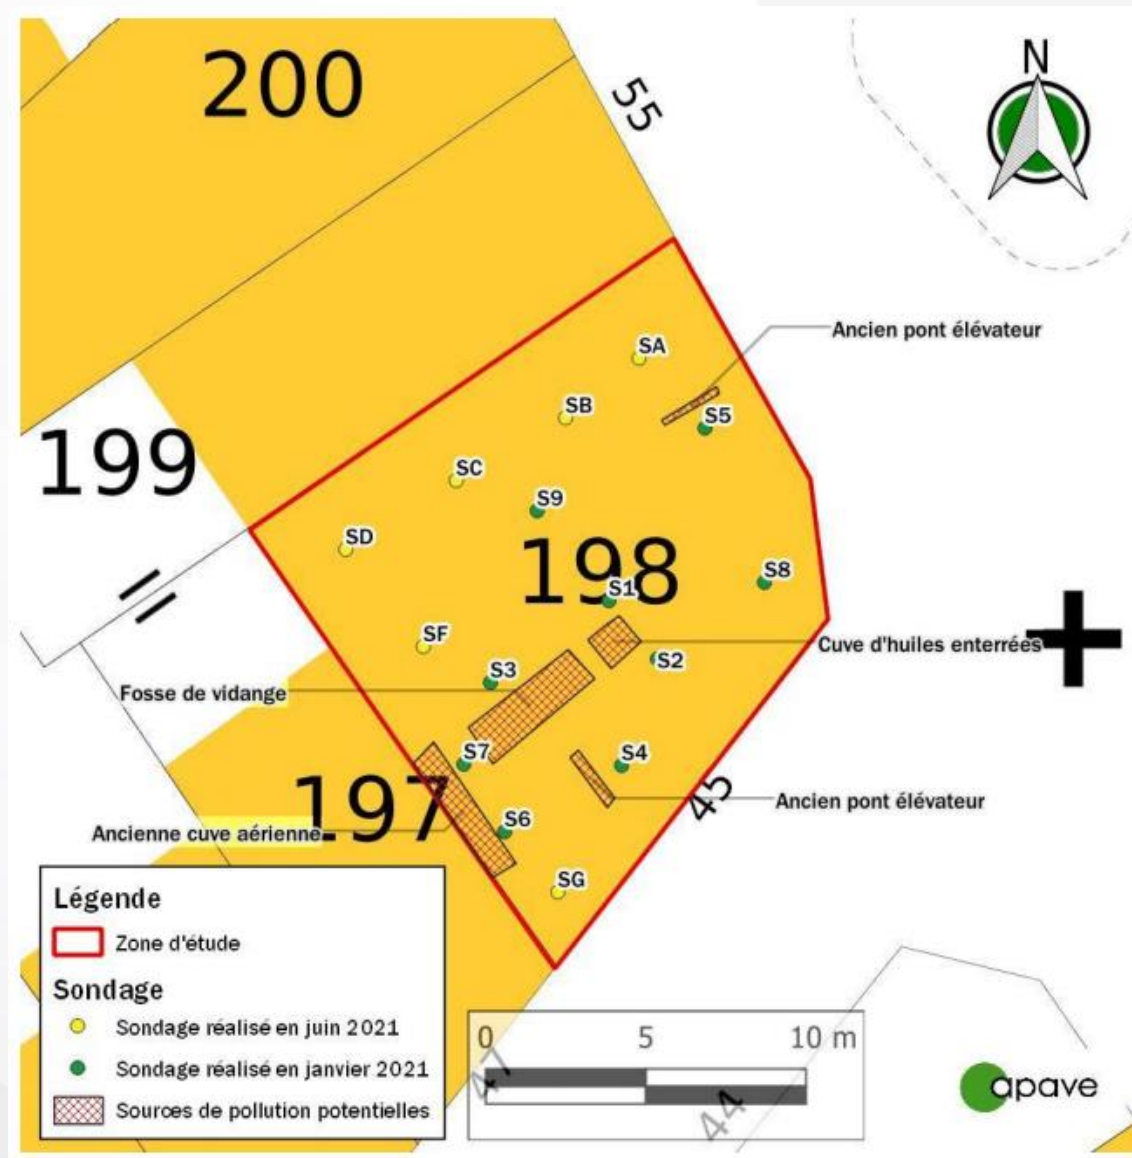 200
55
N
Ancien pont élévateur
SA
SB
S5
SC
199
S9
SD
198
S1
S8
SF
Cuve d'huiles enterrées
S2
S3
Fosse de vidange
S7
S4
197
45
Ancien pont élévateur
Ancienne cuve aérienne
S6
SG
Légende
Zone d'étude
Sondage
Sondage réalisé en juin 2021
Sondage réalisé en janvier 2021
Sources de pollution potentielles
0 5 10 m
47
44
apave